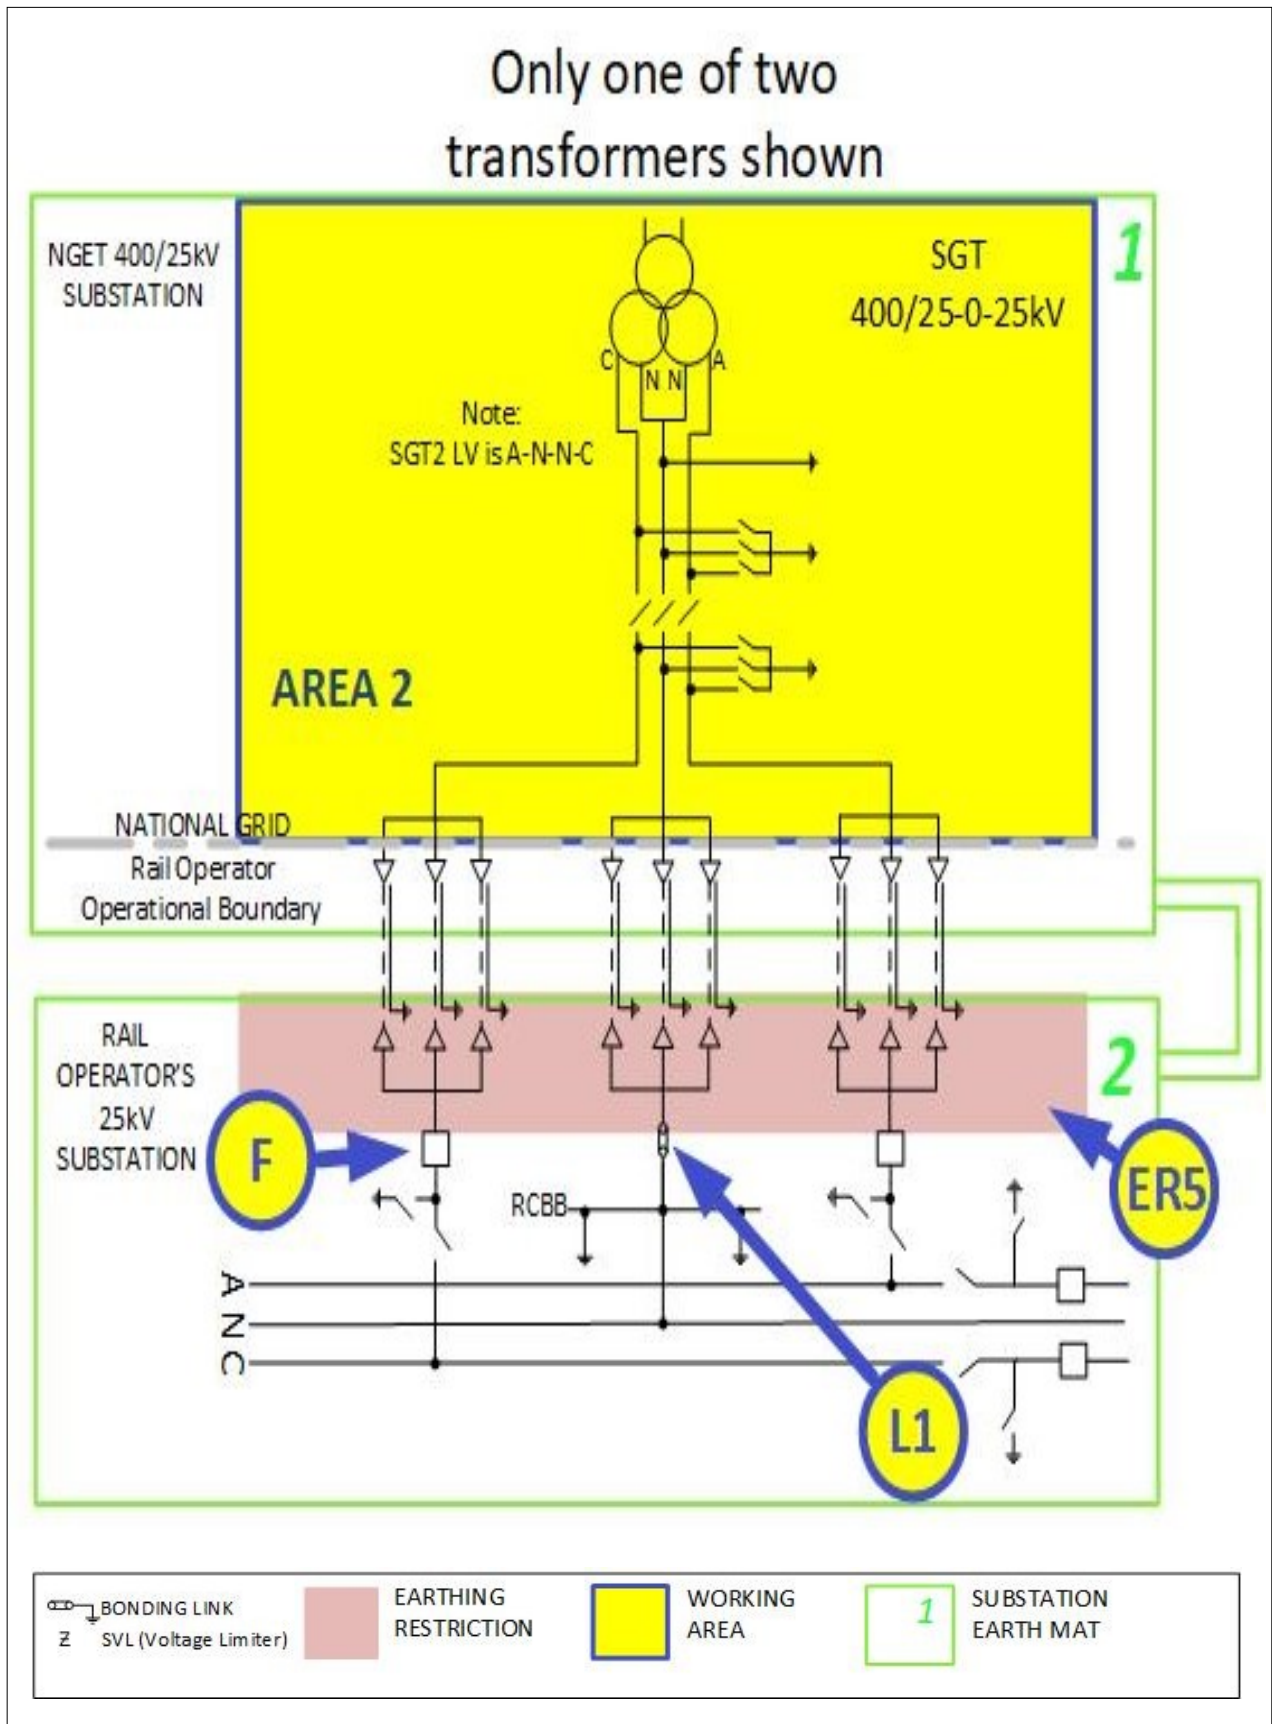 Only one of two
transformers shown
NGET 400/25kV
SUBSTATION
SGT
400/25-0-25kV
1
C
N N
A
Note:
SGT2 LV is A-N-N-C
AREA 2
NATIONAL GRID
Rail Operator
Operational Boundary
RAIL
OPERATOR'S
25kV
SUBSTATION
2
F
ER5
RCBB
A
N
C
L1
BONDING LINK
Z SVL (Voltage Limiter)
EARTHING
RESTRICTION
WORKING
AREA
1
SUBSTATION
EARTH MAT